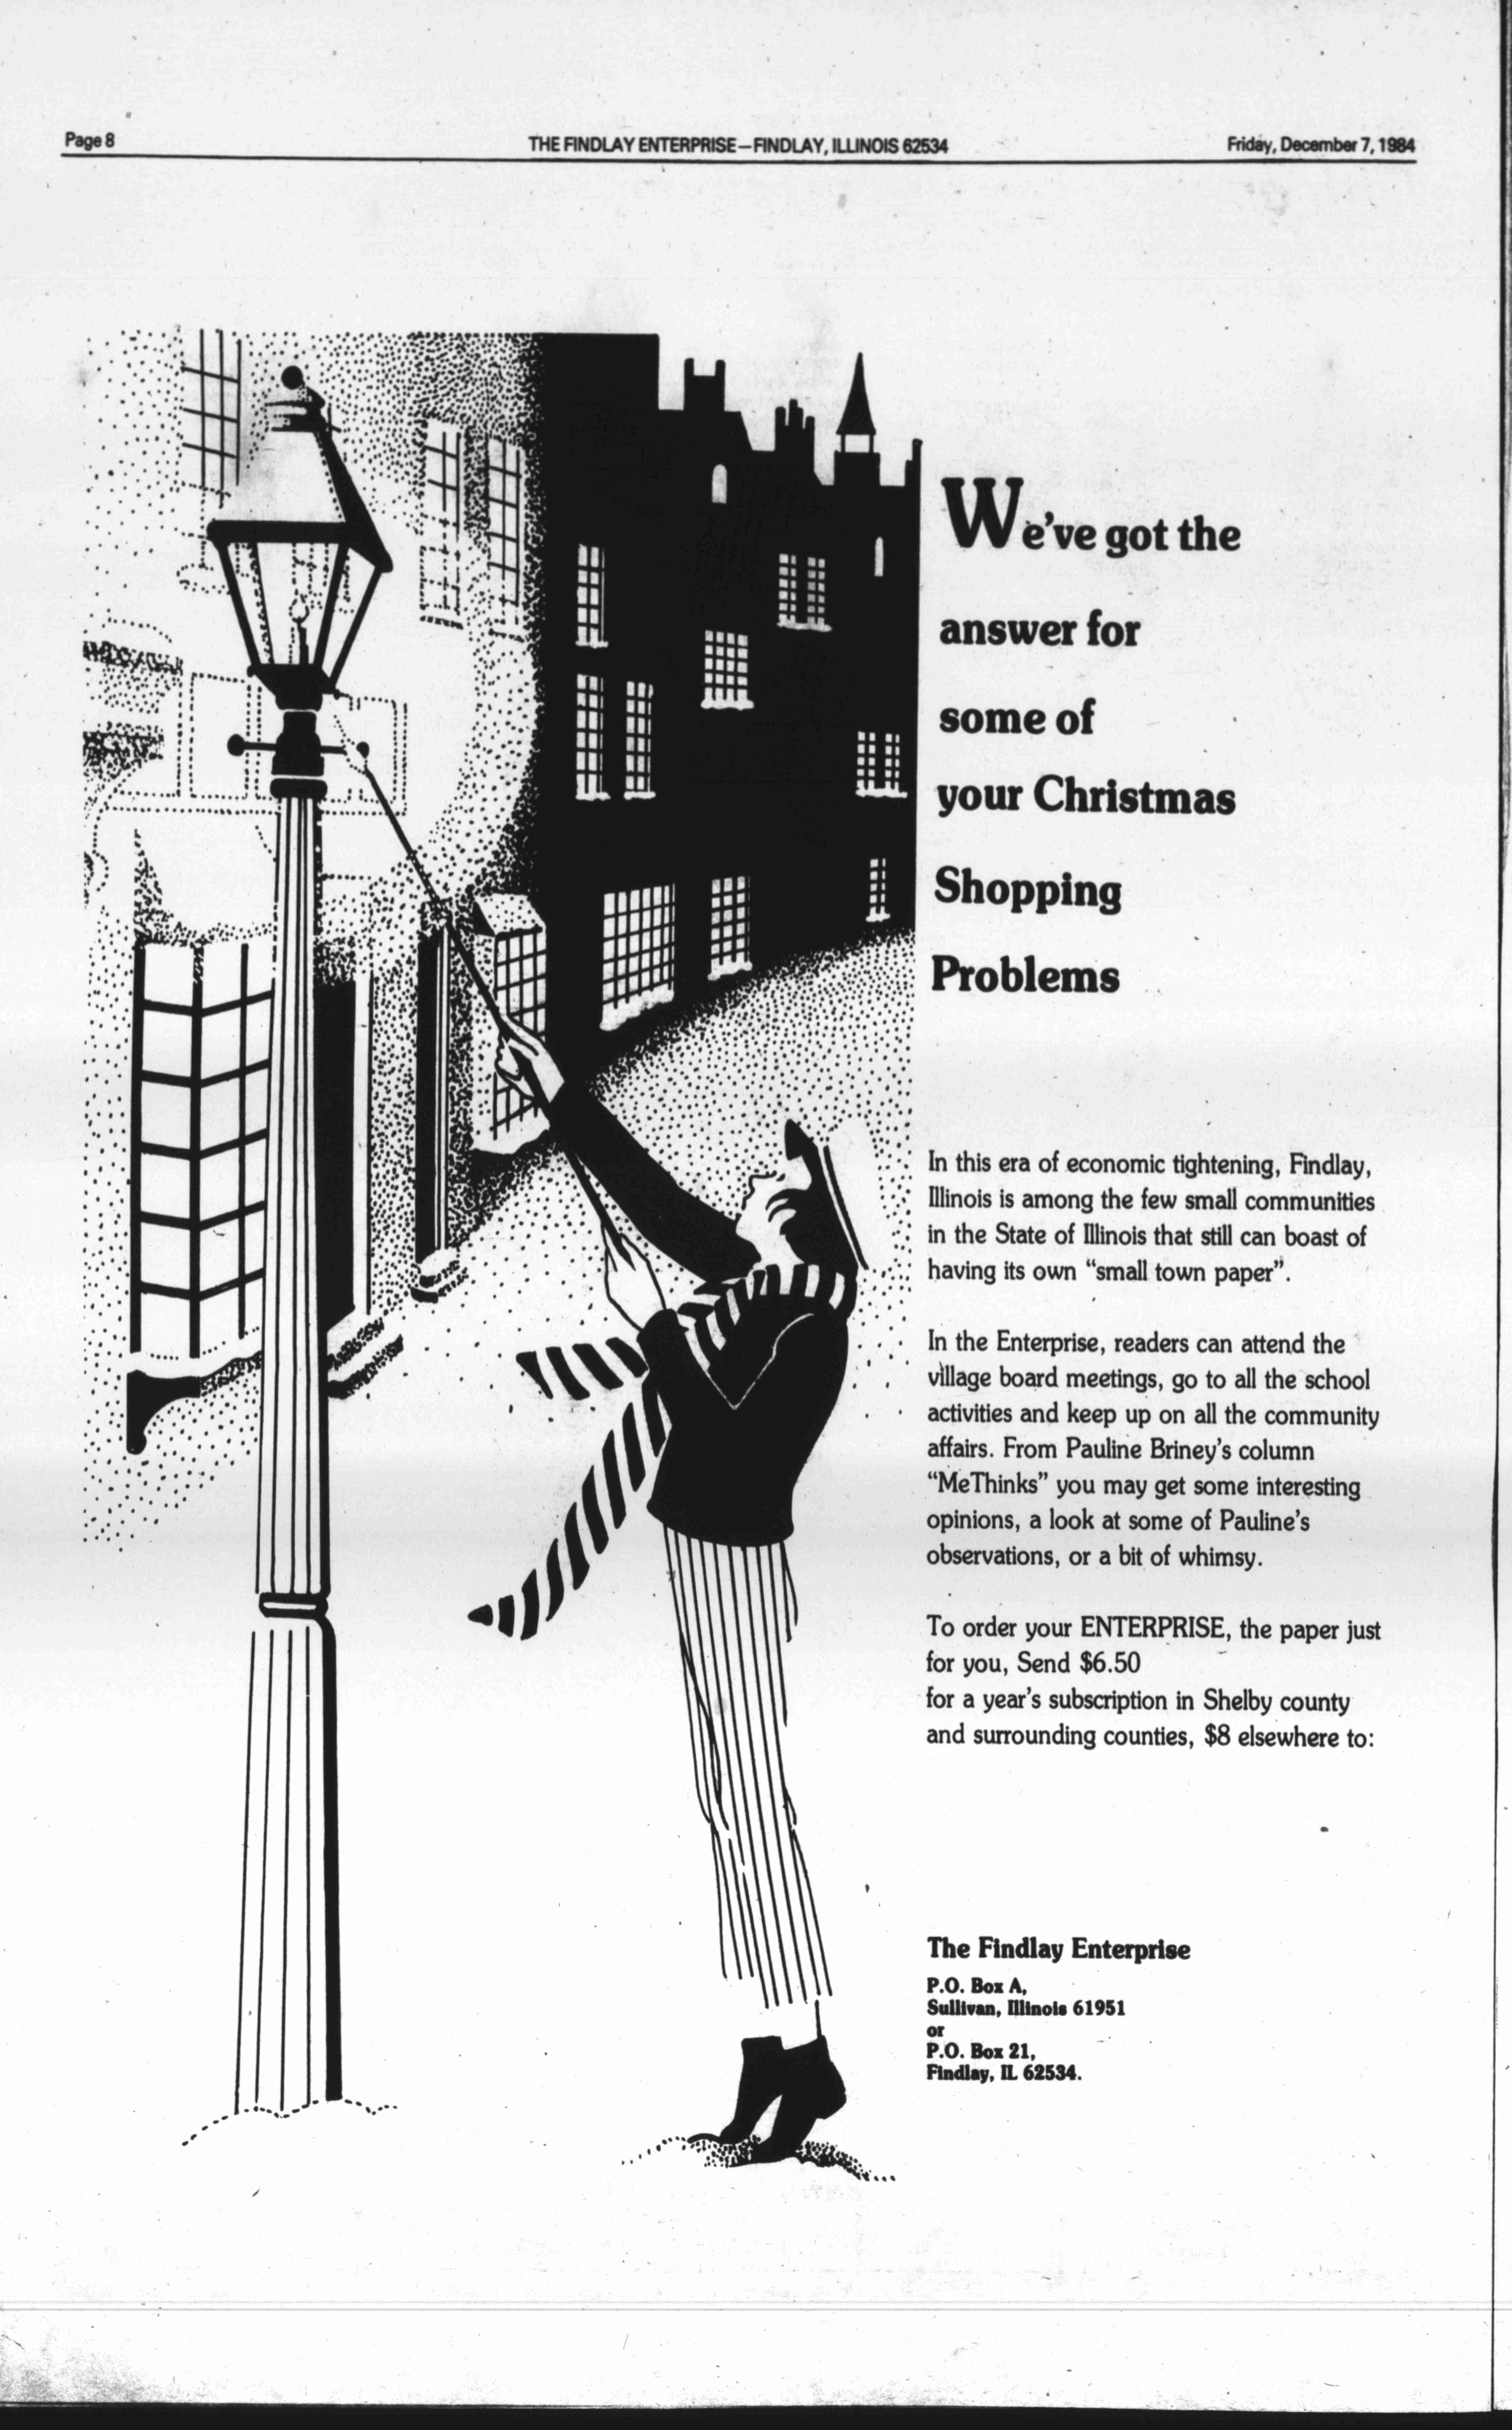 Page 8
THE FINDLAY ENTERPRISE—FINDLAY, ILLINOIS 62534
Friday, December 7, 1984
We've got the
answer for
some of
your Christmas
Shopping
Problems
In this era of economic tightening, Findlay,
Illinois is among the few small communities
in the State of Illinois that still can boast of
having its own “small town paper”.
In the Enterprise, readers can attend the
village board meetings, go to all the school
activities and keep up on all the community
affairs. From Pauline Briney's column
“MeThinks” you may get some interesting
opinions, a look at some of Pauline's
observations, or a bit of whimsy.
To order your ENTERPRISE, the paper just
for you, Send $6.50
for a year's subscription in Shelby county
and surrounding counties, $8 elsewhere to:
The Findlay Enterprise
P.O. Box A,
Sullivan, Illinois 61951
or
P.O. Box 21,
Findlay, IL 62534.